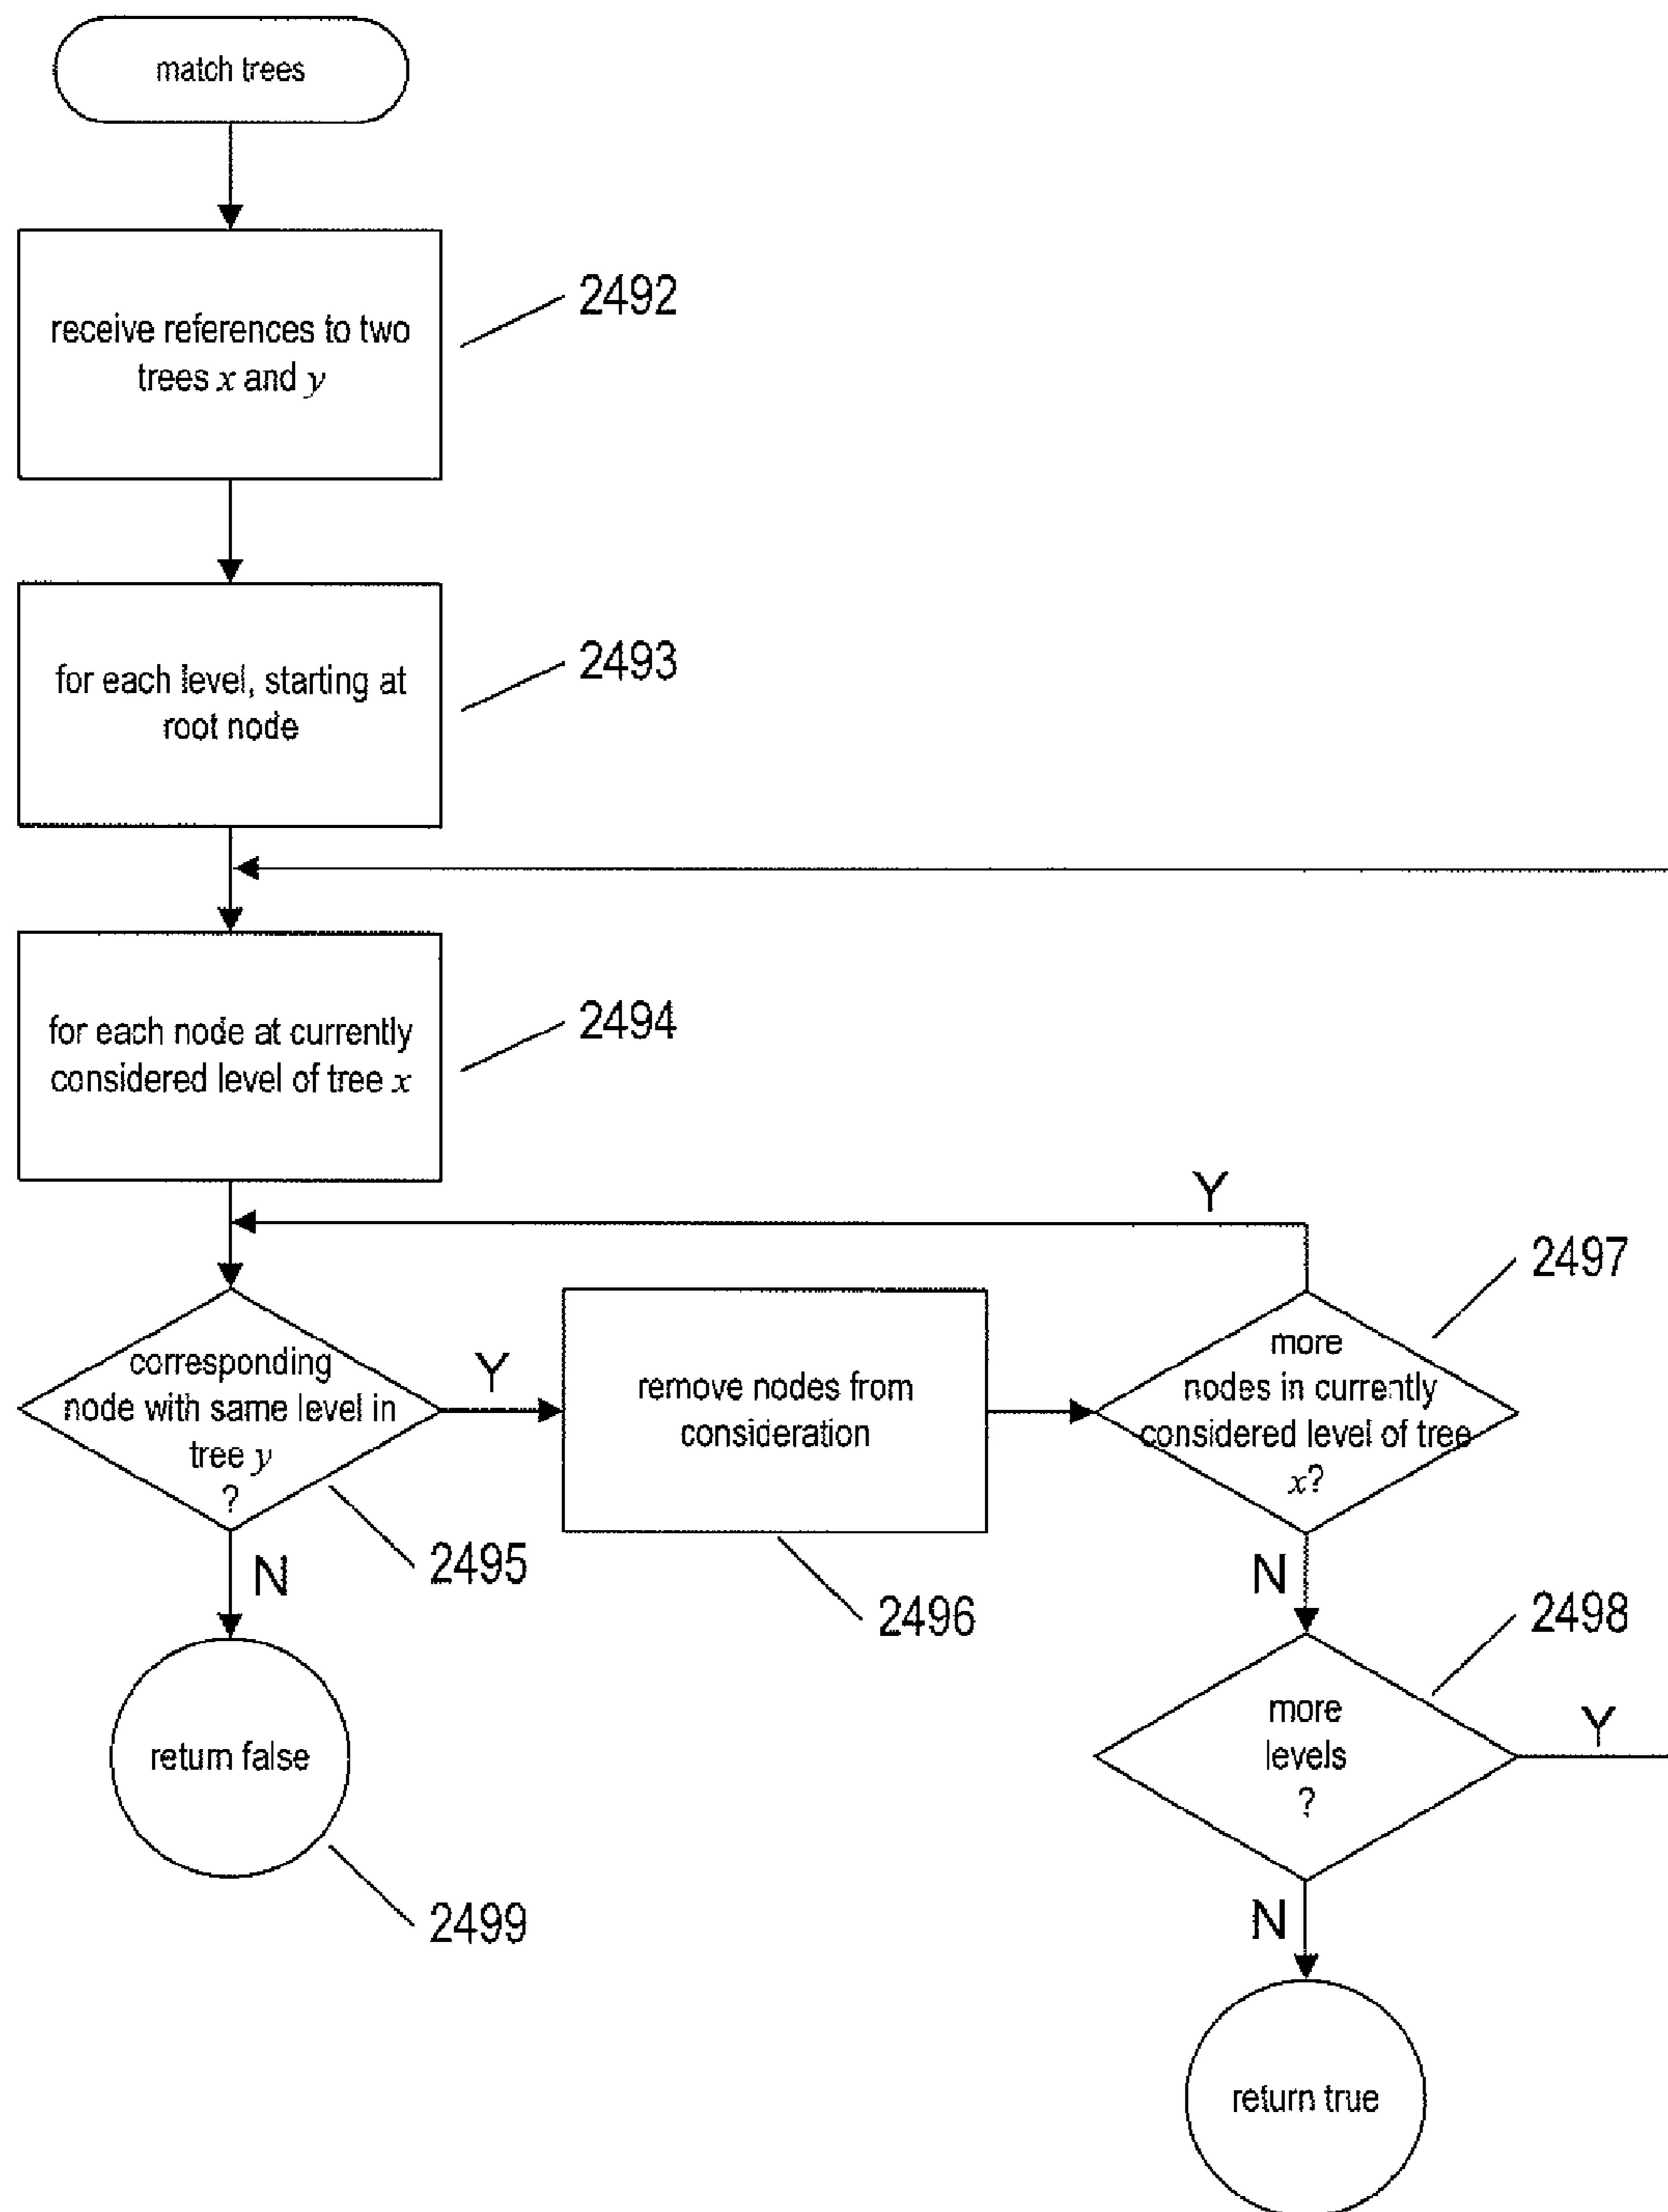 match trees
receive references to two
trees x and y
2492
for each level, starting at
root node
2493
for each node at currently
considered level of tree x
2494
Y
2497
corresponding
node with same level in
tree y
?
Y
remove nodes from
consideration
more
nodes in currently
considered level of tree
x?
2495
N
2496
N
2498
return false
more
levels
?
Y
2499
N
return true